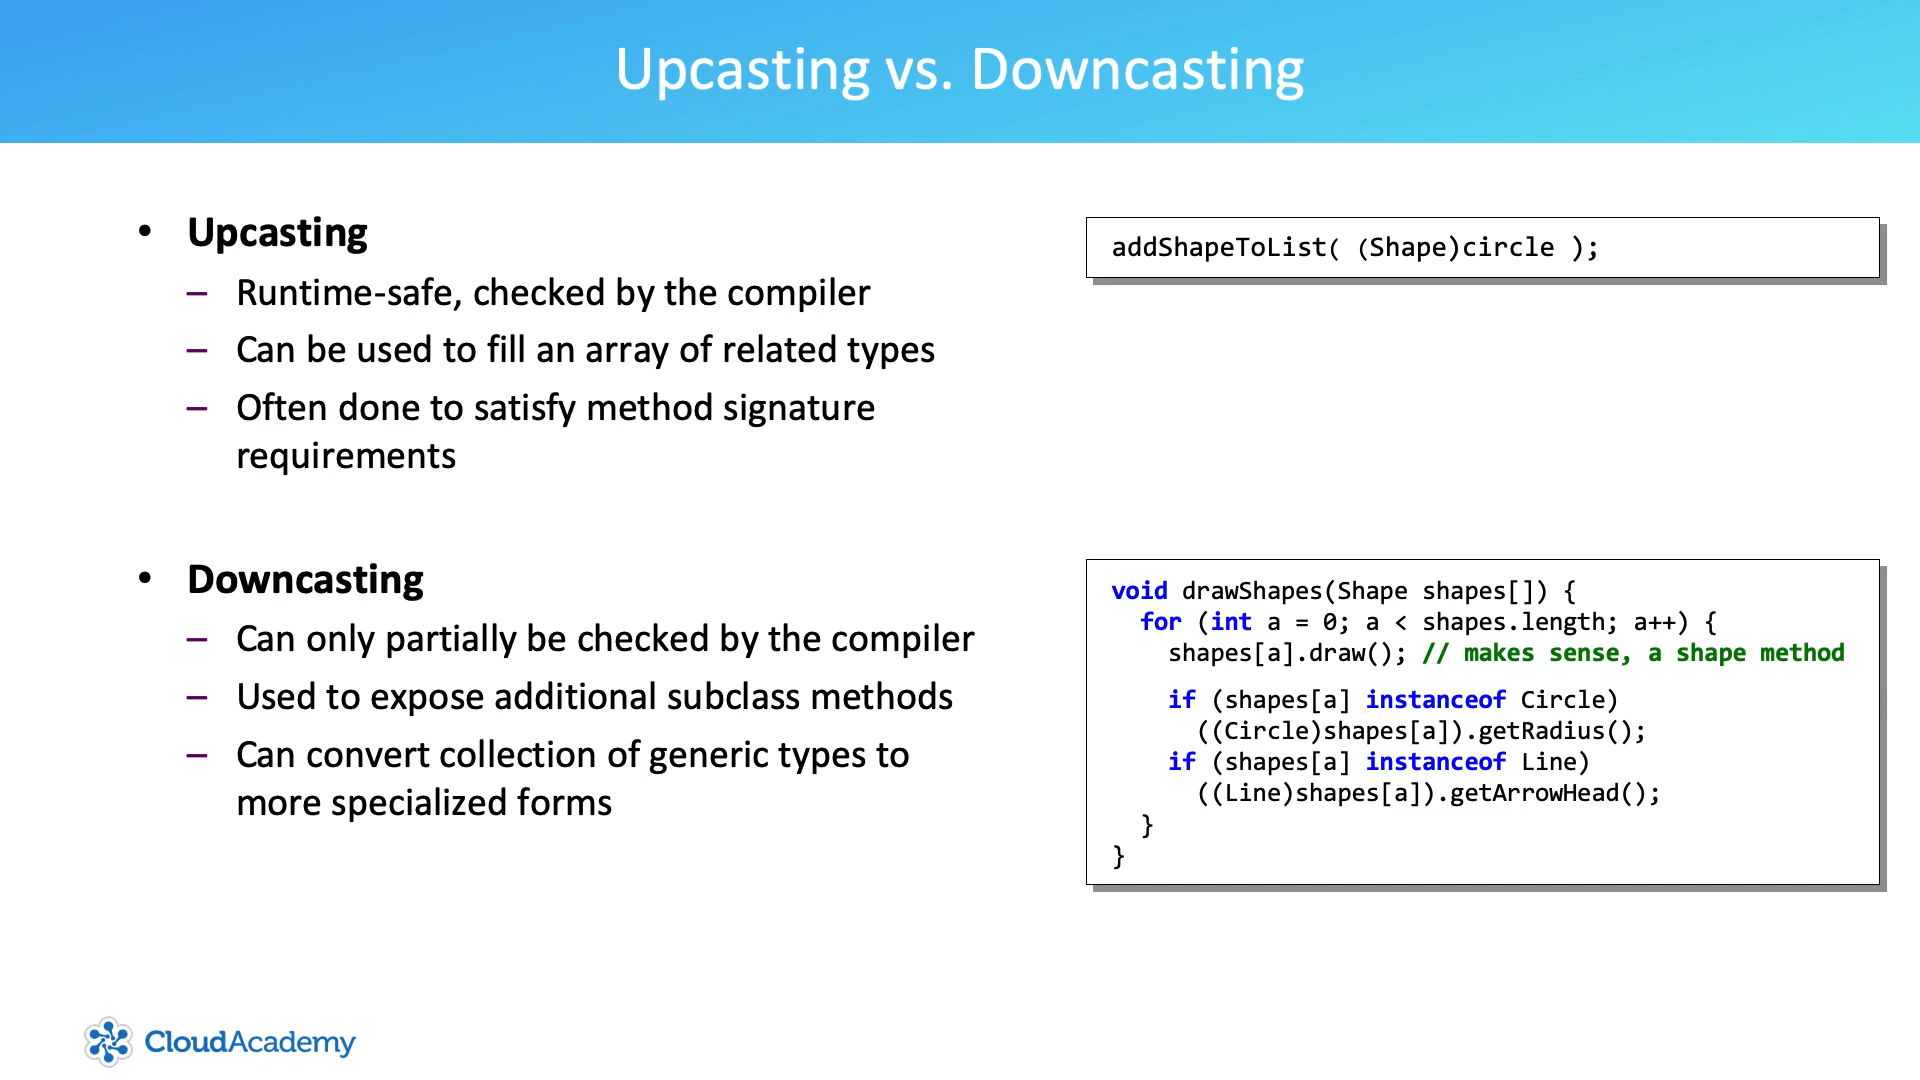 Upcasting vs. Downcasting
• Upcasting
– Runtime-safe, checked by the compiler
– Can be used to fill an array of related types
– Often done to satisfy method signature
requirements
addShapeToList( (Shape)circle );
• Downcasting
– Can only partially be checked by the compiler
– Used to expose additional subclass methods
– Can convert collection of generic types to
more specialized forms
void drawShapes(Shape shapes[]) {
for (int a = 0; a < shapes.length; a++) {
shapes[a].draw(); // makes sense, a shape method
if (shapes[a] instanceof Circle)
((Circle)shapes[a]).getRadius();
if (shapes[a] instanceof Line)
((Line)shapes[a]).getArrowHead();
}
}
CloudAcademy